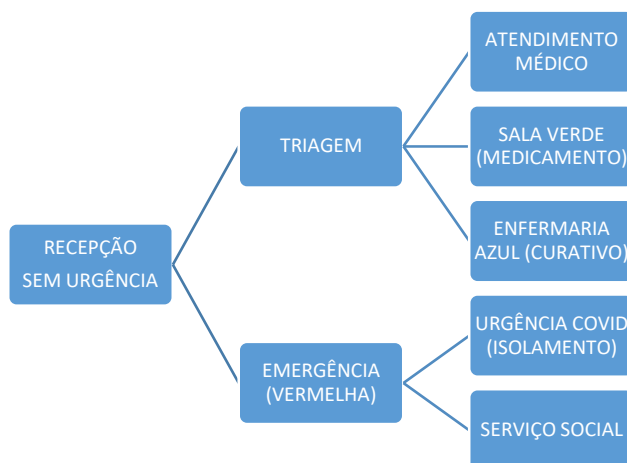 ATENDIMENTO
MÉDICO
TRIAGEM
SALA VERDE
(MEDICAMENTO)
ENFERMARIA
AZUL (CURATIVO)
RECEPÇÃO
SEM URGÊNCIA
URGÊNCIA COVID
(ISOLAMENTO)
EMERGÊNCIA
(VERMELHA)
SERVIÇO SOCIAL